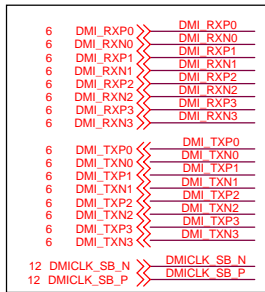 6 DMI_RXP0 DMI_RXP0
6 DMI_RXN0 DMI_RXN0
6 DMI_RXP1 DMI_RXP1
6 DMI_RXN1 DMI_RXN1
6 DMI_RXP2 DMI_RXP2
6 DMI_RXN2 DMI_RXN2
6 DMI_RXP3 DMI_RXP3
6 DMI_RXN3 DMI_RXN3
6 DMI_TXP0 DMI_TXP0
6 DMI_TXN0 DMI_TXN0
6 DMI_TXP1 DMI_TXP1
6 DMI_TXN1 DMI_TXN1
6 DMI_TXP2 DMI_TXP2
6 DMI_TXN2 DMI_TXN2
6 DMI_TXP3 DMI_TXP3
6 DMI_TXN3 DMI_TXN3
12 DMICLK_SB_N DMICLK_SB_N
12 DMICLK_SB_P DMICLK_SB_P